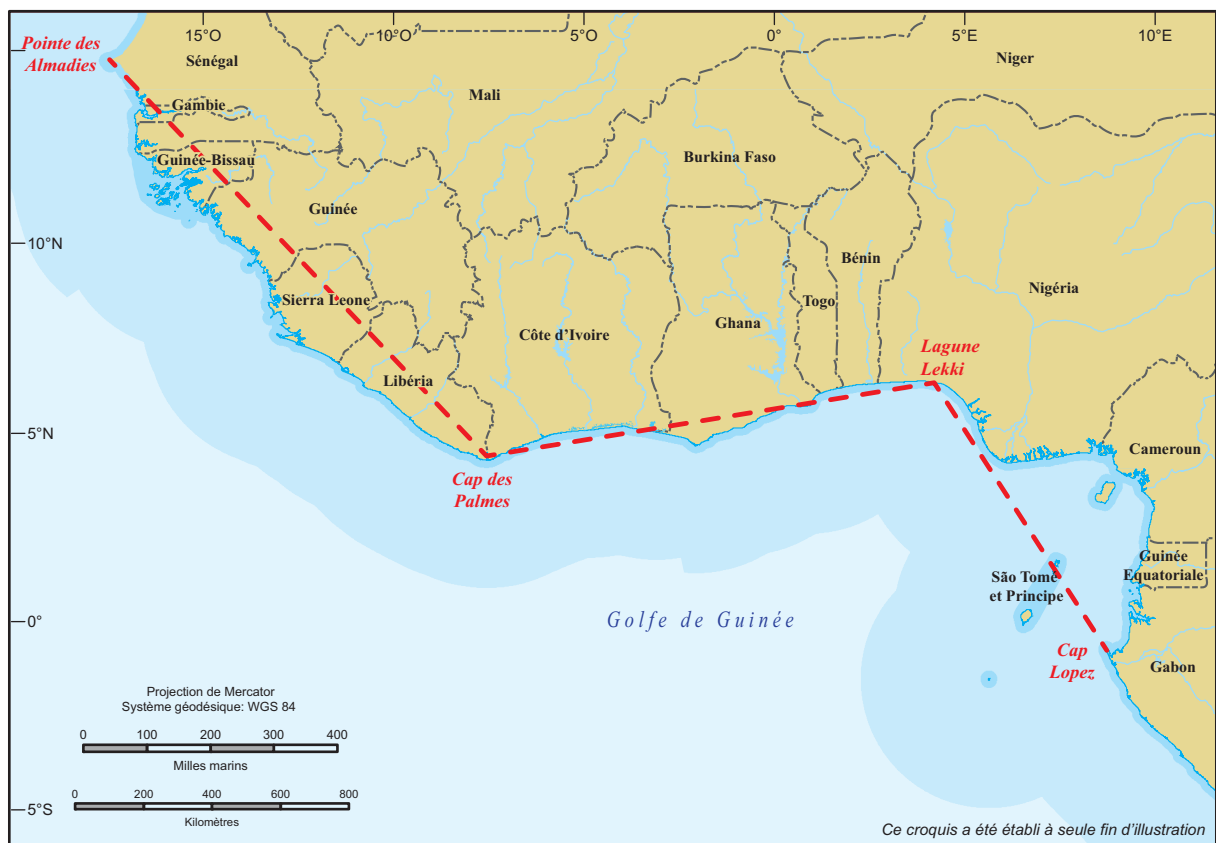 15°O
10°O
5°O
0°
5°E
10°E
Pointe des
Almadies
Sénégal
Niger
Mali
Gambie
Guinée-Bissau
Burkina Faso
Guinée
10°N
Bénin
Nigéria
Sierra Leone
Togo
Ghana
Côte d'Ivoire
Lagune
Lekki
Libéria
5°N
Cameroun
Cap des
Palmes
Guinée
Equatoriale
São Tomé
et Principe
0°
Golfe de Guinée
Cap
Lopez
Gabon
Projection de Mercator
Système géodésique: WGS 84
0 100 200 300 400
Milles marins
0 200 400 600 800
Kilomètres
5°S
Ce croquis a été établi à seule fin d'illustration